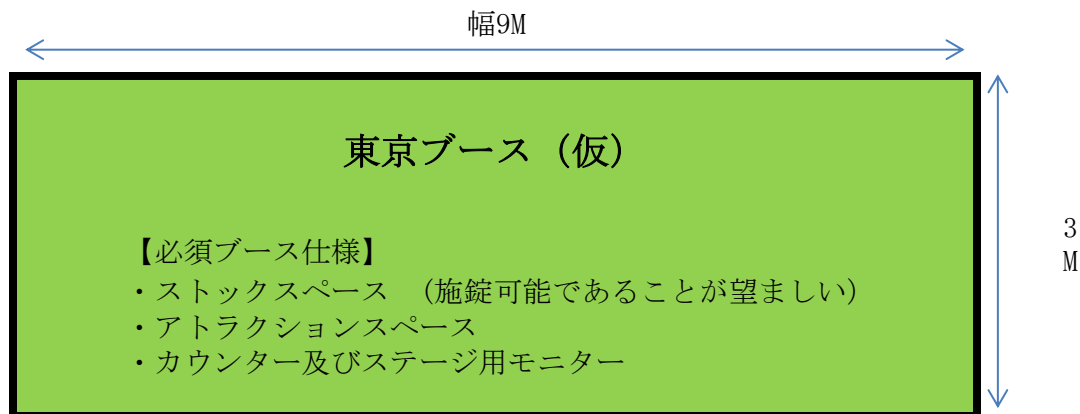 幅9M
東京ブース（仮）
3
M
【必須ブース仕様】
・ストックスペース　（施錠可能であることが望ましい）
・アトラクションスペース
・カウンター及びステージ用モニター